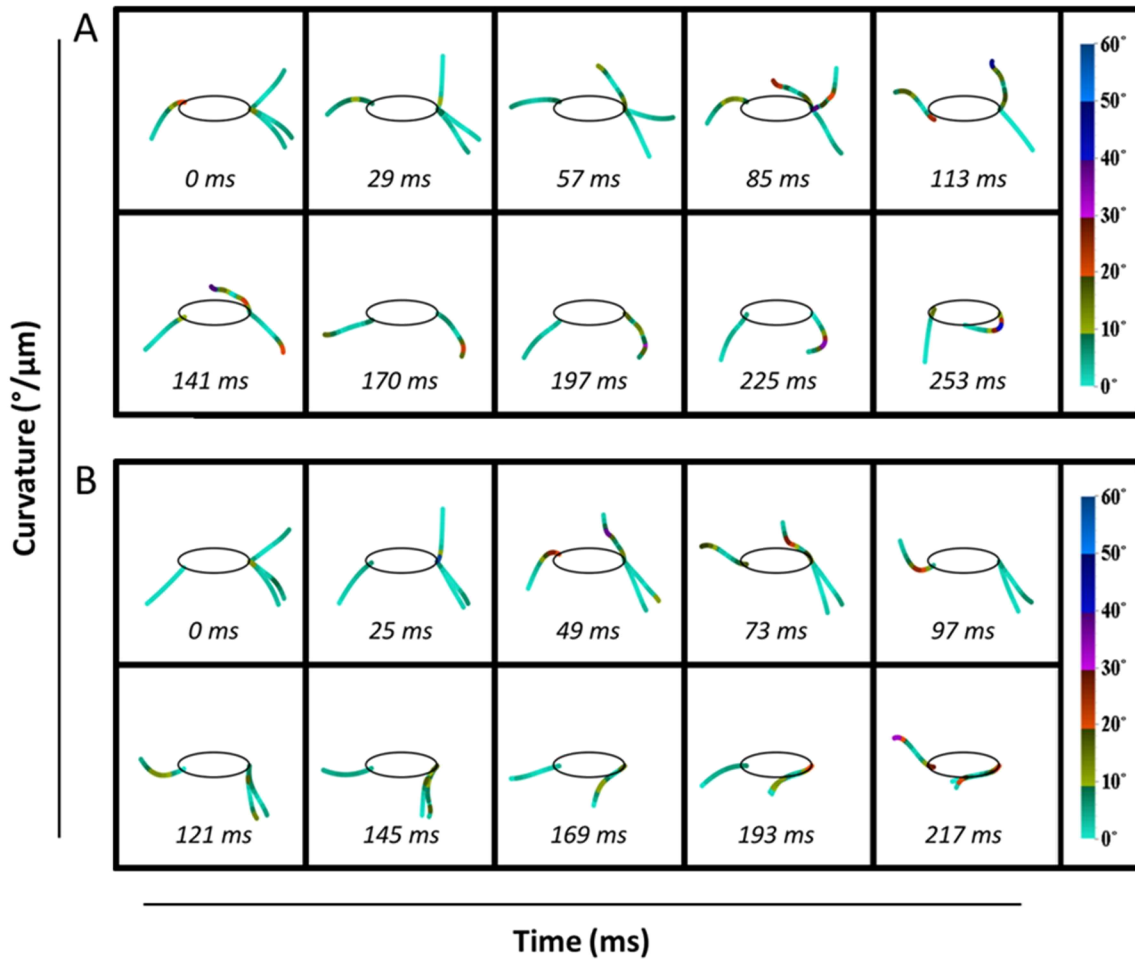 A
0 ms
29 ms
57 ms
85 ms
113 ms
141 ms
170 ms
197 ms
225 ms
253 ms
60°
50°
40°
30°
20°
10°
0°
Curvature (°/μm)
B
0 ms
25 ms
49 ms
73 ms
97 ms
121 ms
145 ms
169 ms
193 ms
217 ms
60°
50°
40°
30°
20°
10°
0°
Time (ms)